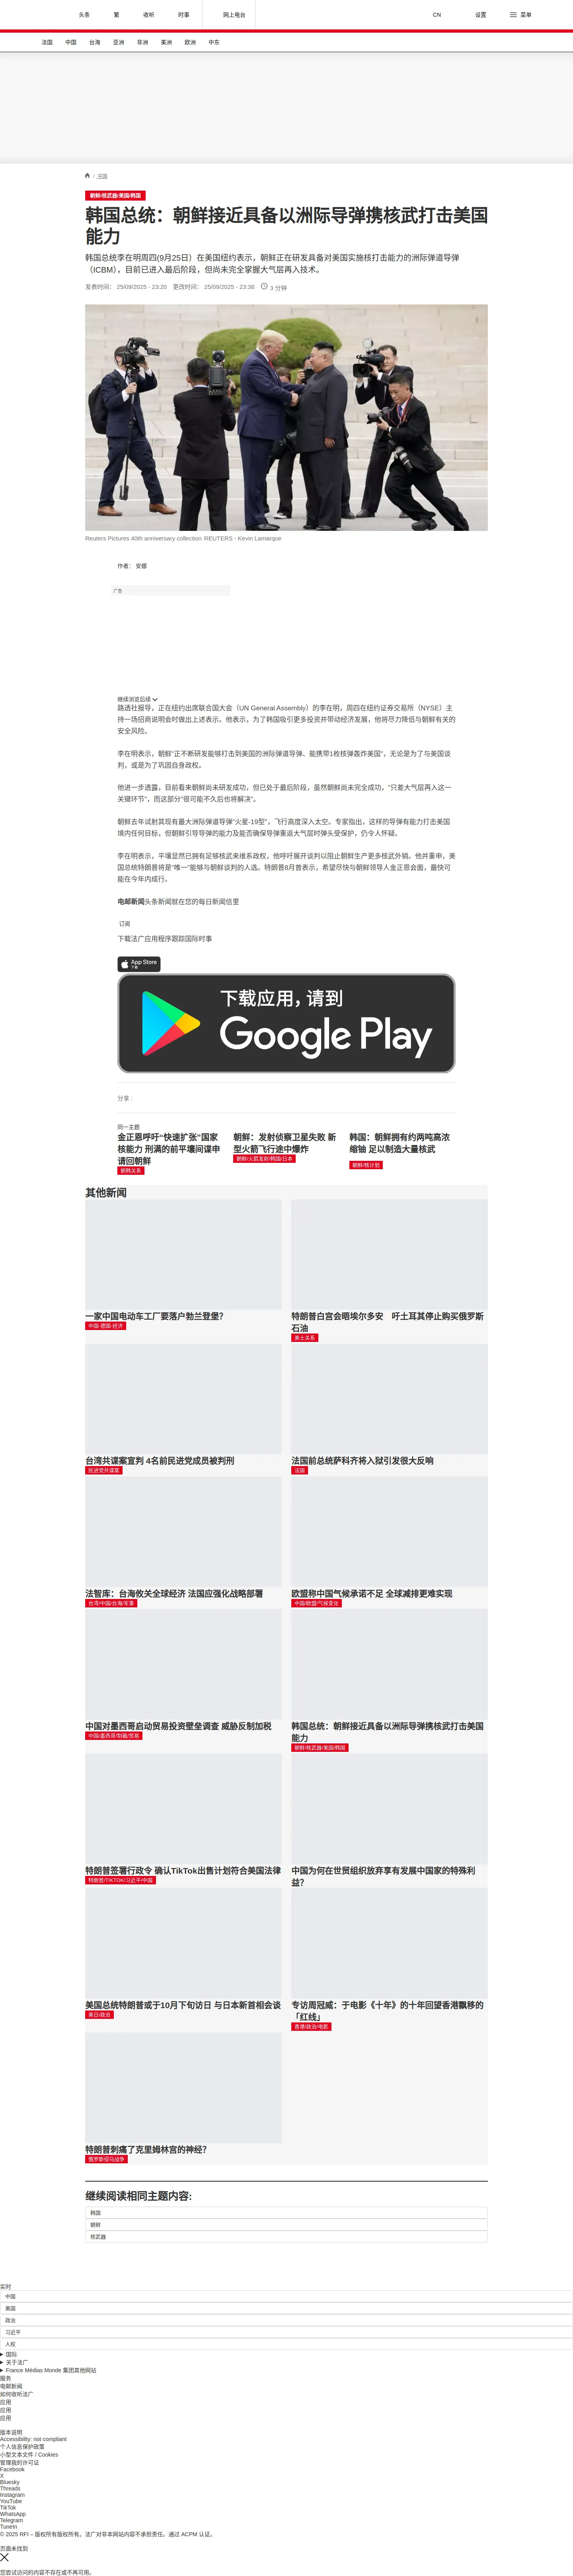 头条
繁
收听
时事
网上电台
CN
设置
菜单
法国
中国
台海
亚洲
非洲
美洲
欧洲
中东
/ 中国
朝鲜/核武器/美国/韩国
韩国总统：朝鲜接近具备以洲际导弹携核武打击美国
能力
韩国总统李在明周四(9月25日）在美国纽约表示，朝鲜正在研发具备对美国实施核打击能力的洲际弹道导弹
（ICBM），目前已进入最后阶段，但尚未完全掌握大气层再入技术。
发表时间： 25/09/2025 - 23:20 更改时间： 25/09/2025 - 23:38 3 分钟
Reuters Pictures 40th anniversary collection REUTERS - Kevin Lamarque
作者： 安娜
广告
继续浏览后续
路透社报导，正在纽约出席联合国大会（UN General Assembly）的李在明，周四在纽约证券交易所（NYSE）主
持一场招商说明会时做出上述表示。他表示，为了韩国吸引更多投资并带动经济发展，他将尽力降低与朝鲜有关的
安全风险。
李在明表示，朝鲜“正不断研发能够打击到美国的洲际弹道导弹、能携带1枚核弹轰炸美国”，无论是为了与美国谈
判，或是为了巩固自身政权。
他进一步透露，目前看来朝鲜尚未研发成功，但已处于最后阶段，虽然朝鲜尚未完全成功，“只差大气层再入这一
关键环节”，而这部分“很可能不久后也将解决”。
朝鲜去年试射其现有最大洲际弹道导弹“火星-19型”，飞行高度深入太空。专家指出，这样的导弹有能力打击美国
境内任何目标，但朝鲜引导导弹的能力及能否确保导弹重返大气层时弹头受保护，仍令人怀疑。
李在明表示，平壤显然已拥有足够核武来维系政权，他呼吁展开谈判以阻止朝鲜生产更多核武外销。他并重申，美
国总统特朗普将是“唯一”能够与朝鲜谈判的人选。特朗普8月曾表示，希望尽快与朝鲜领导人金正恩会面，最快可
能在今年内成行。
电邮新闻头条新闻就在您的每日新闻信里
订阅
下载法广应用程序跟踪国际时事
App Store
下载
下载应用，请到
Google Play
分享 :
同一主题
金正恩呼吁“快速扩张”国家
核能力 刑满的前平壤间谍申
请回朝鲜
朝韩关系
朝鲜：发射侦察卫星失败 新
型火箭飞行途中爆炸
朝鲜/火箭发射/韩国/日本
韩国：朝鲜拥有约两吨高浓
缩铀 足以制造大量核武
朝鲜/核计划
其他新闻
一家中国电动车工厂要落户勃兰登堡？
中国-德国-经济
特朗普白宫会晤埃尔多安　吁土耳其停止购买俄罗斯
石油
美土关系
台湾共谍案宣判 4名前民进党成员被判刑
民进党共谍案
法国前总统萨科齐将入狱引发很大反响
法国
法智库：台海攸关全球经济 法国应强化战略部署
台湾/中国/台海/军事
欧盟称中国气候承诺不足 全球减排更难实现
中国/欧盟/气候变化
中国对墨西哥启动贸易投资壁垒调查 威胁反制加税
中国/墨西哥/制裁/贸易
韩国总统：朝鲜接近具备以洲际导弹携核武打击美国
能力
朝鲜/核武器/美国/韩国
特朗普签署行政令 确认TikTok出售计划符合美国法律
特朗普/TIKTOK/习近平/中国
中国为何在世贸组织放弃享有发展中国家的特殊利
益？
美国总统特朗普或于10月下旬访日 与日本新首相会谈
美日/政治
专访周冠威：于电影《十年》的十年回望香港飘移的
「红线」
香港/政治/电影
特朗普刺痛了克里姆林宫的神经？
俄罗斯侵乌战争
继续阅读相同主题内容:
韩国
朝鲜
核武器
实时
中国
美国
政治
习近平
人权
国际
关于法广
France Médias Monde 集团其他网站
服务
电邮新闻
如何收听法广
应用
应用
应用
版本说明
Accessibility: not compliant
个人信息保护政策
小型文本文件 / Cookies
管理我的许可证
Facebook
X
Bluesky
Threads
Instagram
YouTube
TikTok
WhatsApp
Telegram
TuneIn
© 2025 RFI – 版权所有版权所有。法广对非本网站内容不承担责任。通过 ACPM 认证。
页面未找到
您尝试访问的内容不存在或不再可用。